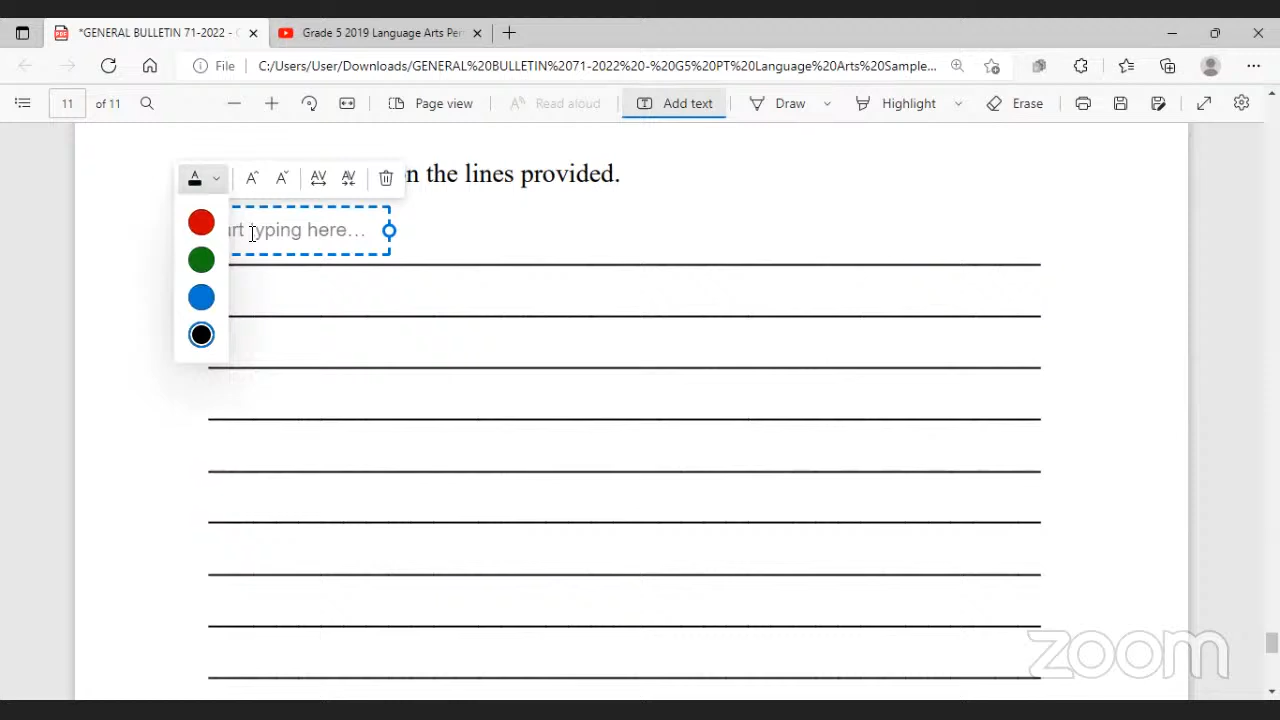 *GENERAL BULLETIN 71-2022 - 
Grade 5 2019 Language Arts Per
File
C:/Users/User/Downloads/GENERAL%20BULLETIN%2071-2022%20-%20G5%20PT%20Language%20Arts%20Sample...
11
of 11
Page view
Read aloud
Add text
Draw
Highlight
Erase
n the lines provided.
typing here...
zoom